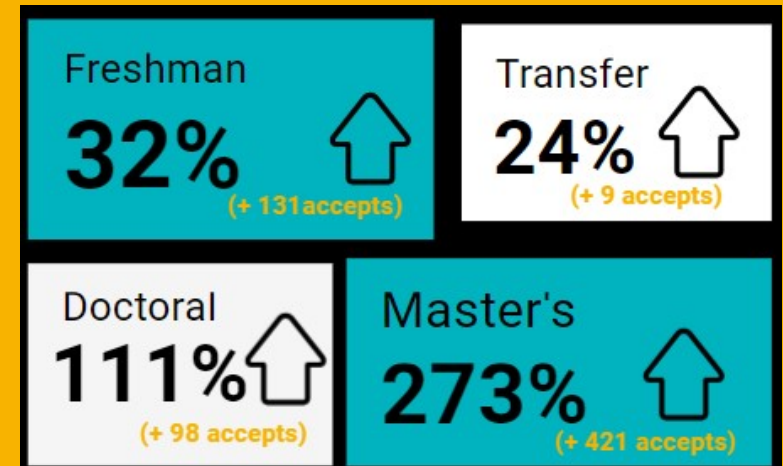 Freshman
32%
(+ 131accepts)
Transfer
24%
(+ 9 accepts)
Doctoral
111%
(+ 98 accepts)
Master's
273%
(+ 421 accepts)